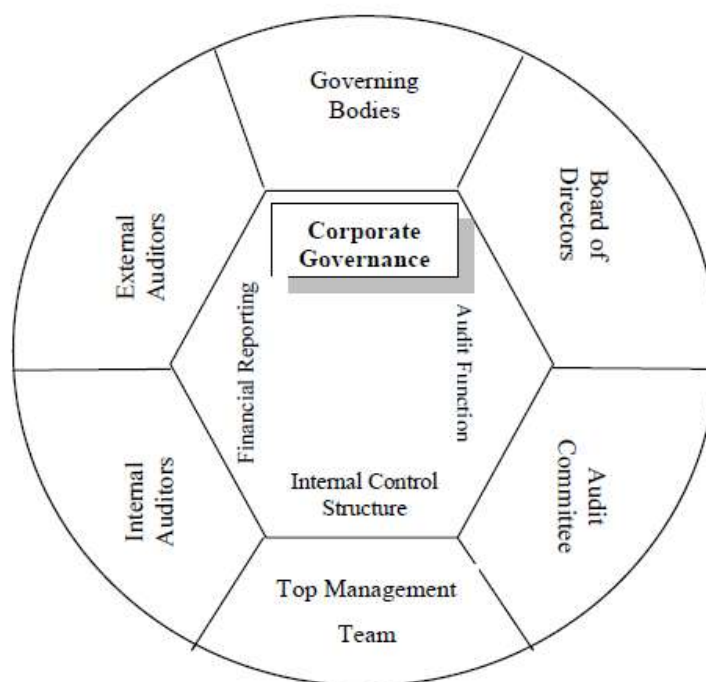 Governing
Bodies
Board of
Directors
External
Auditors
Corporate
Governance
Financial Reporting
Audit Function
Internal Control
Structure
Internal
Auditors
Audit
Committee
Top Management
Team